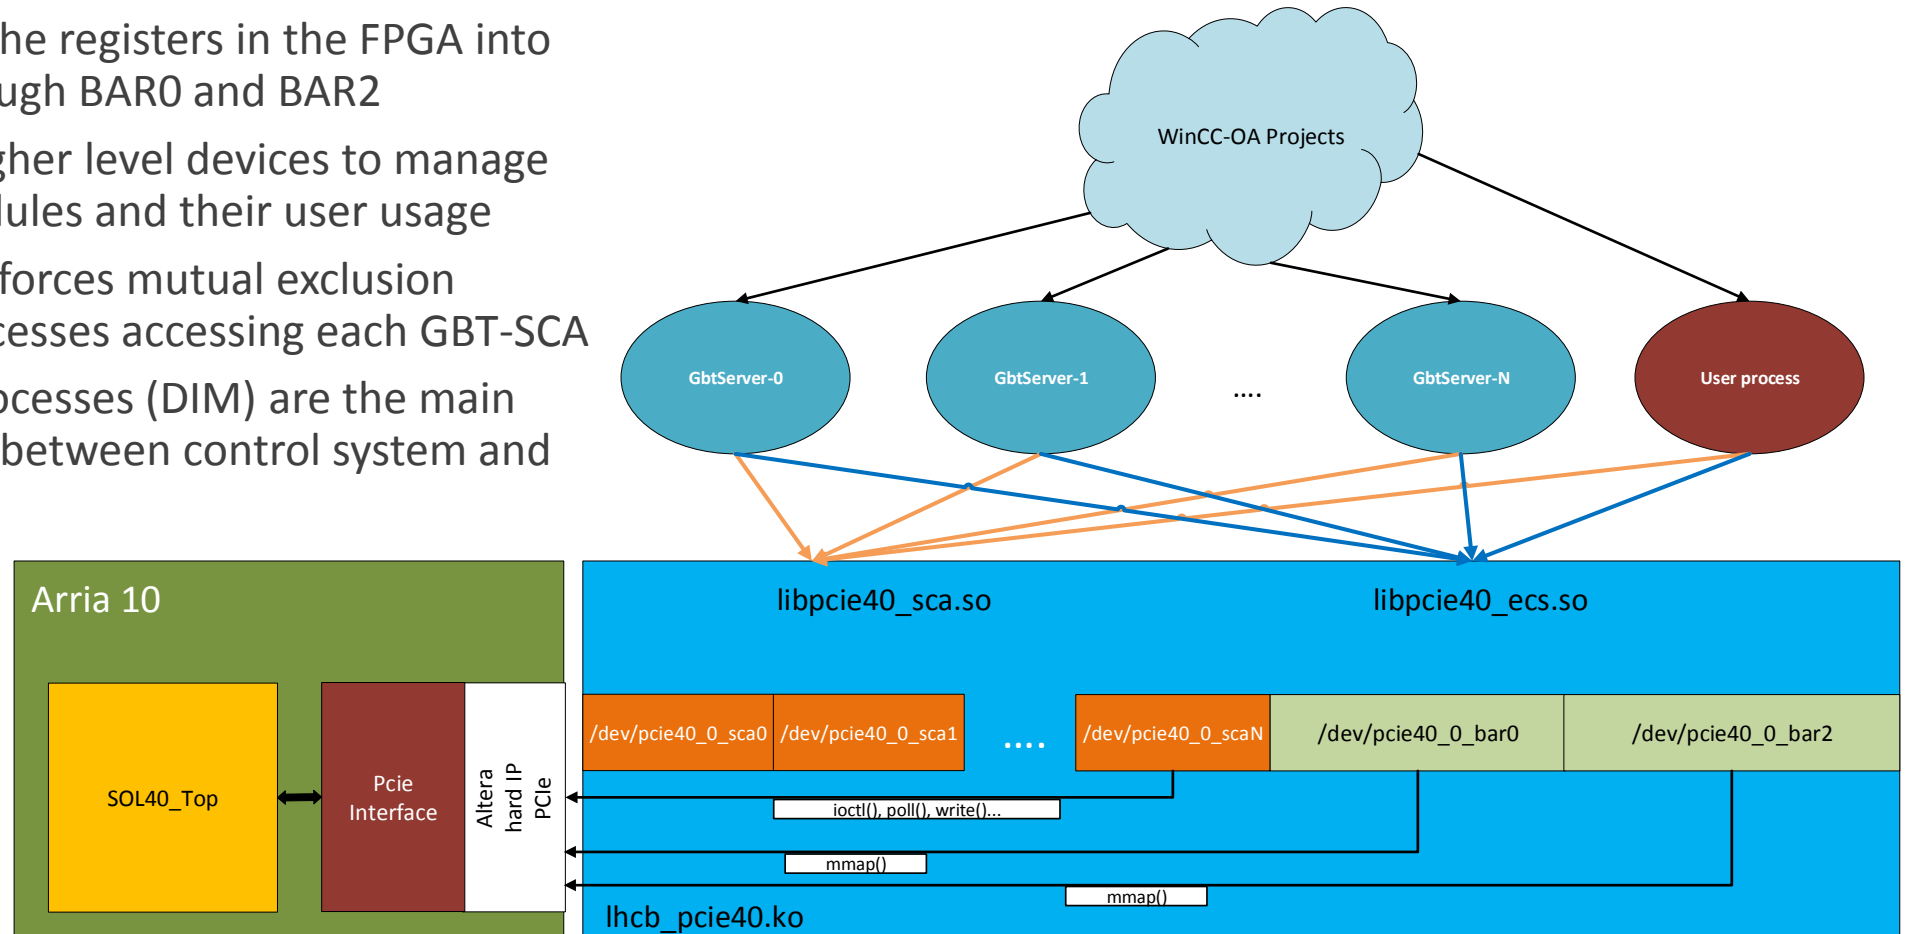 he registers in the FPGA into
ugh BAR0 and BAR2
gher level devices to manage
dules and their user usage
forces mutual exclusion
cesses accessing each GBT-SCA
ocesses (DIM) are the main
between control system and
WinCC-OA Projects
GbtServer-0
GbtServer-1
....
GbtServer-N
User process
Arria 10
libpcie40_sca.so
libpcie40_ecs.so
SOL40_Top
Pcie
Interface
Altera
hard IP
PCIe
/dev/pcie40_0_sca0
/dev/pcie40_0_sca1
....
/dev/pcie40_0_scaN
/dev/pcie40_0_bar0
/dev/pcie40_0_bar2
ioctl(), poll(), write()...
mmap()
mmap()
lhcb_pcie40.ko